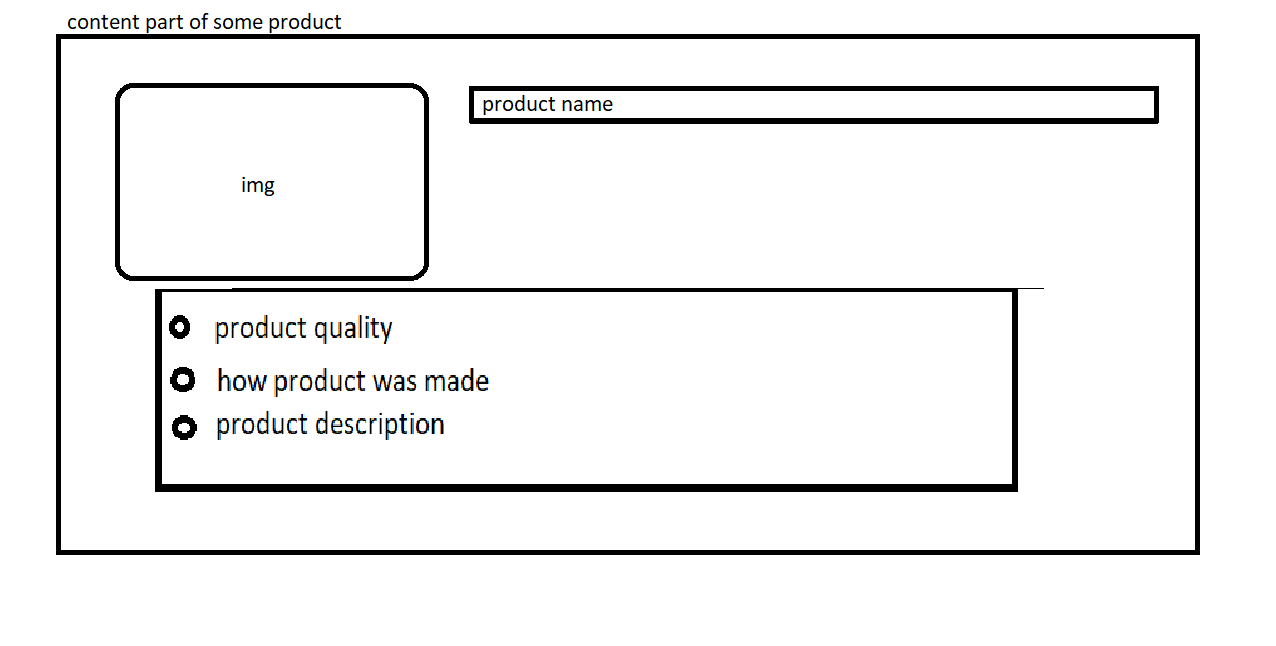 content part of some product
product name
img
product quality
how product was made
product description